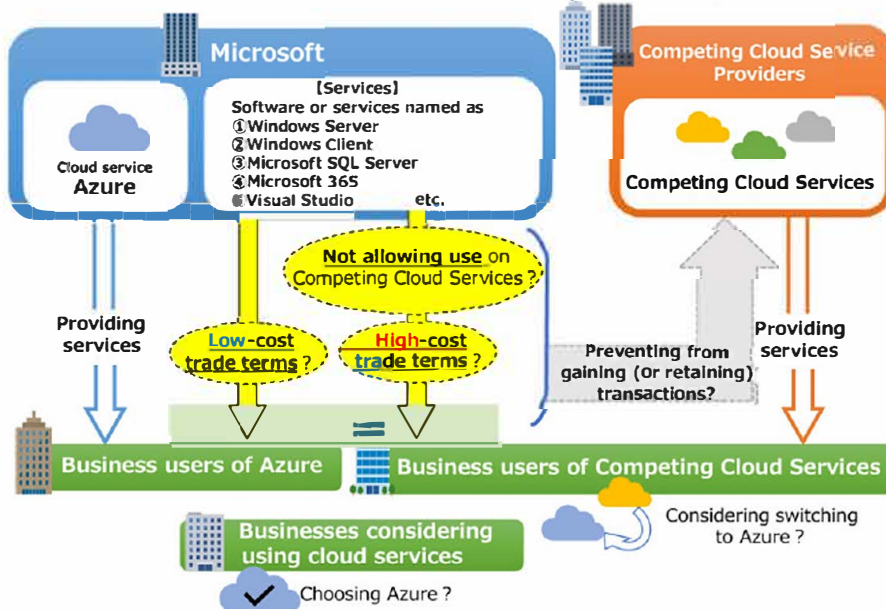 Microsoft
Cloud service
Azure
【Services】
Software or services named as
①Windows Server
②Windows Client
③Microsoft SQL Server
④Microsoft 365
Visual Studio etc.
Competing Cloud Service
Providers
Competing Cloud Services
Not allowing use on
Competing Cloud Services ?
Providing
services
Low-cost
trade terms ?
High-cost
trade terms ?
Preventing from
gaining (or retaining)
transactions?
Providing
services
=
Business users of Azure
Business users of Competing Cloud Services
Businesses considering
using cloud services
Considering switching
to Azure ?
Choosing Azure ?